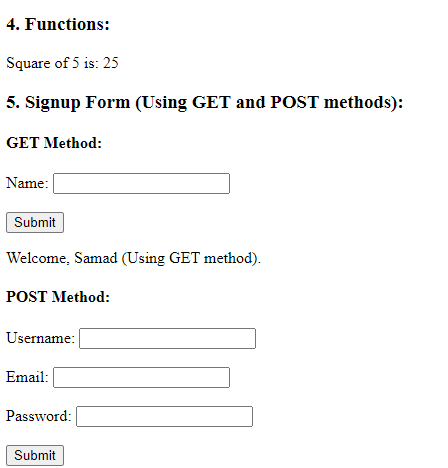 4. Functions:
Square of 5 is: 25
5. Signup Form (Using GET and POST methods):
GET Method:
Name:
Submit
Welcome, Samad (Using GET method).
POST Method:
Username:
Email:
Password:
Submit